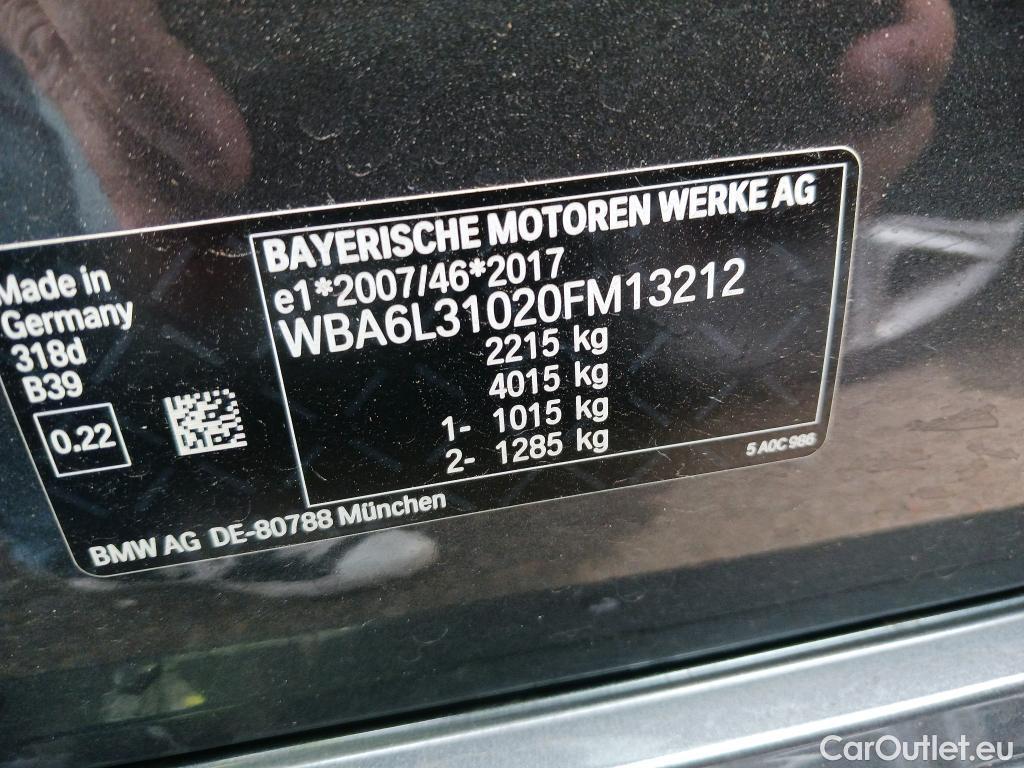 Made in
Germany
318d
B39
0.22
BAYERISCHE MOTOREN WERKE AG
e1*2007/46*2017
WBA6L31020FM13212
2215 kg
4015 kg
1- 1015 kg
2- 1285 kg
5 A0C 986
BMW AG DE-80788 München
CarOutlet.eu